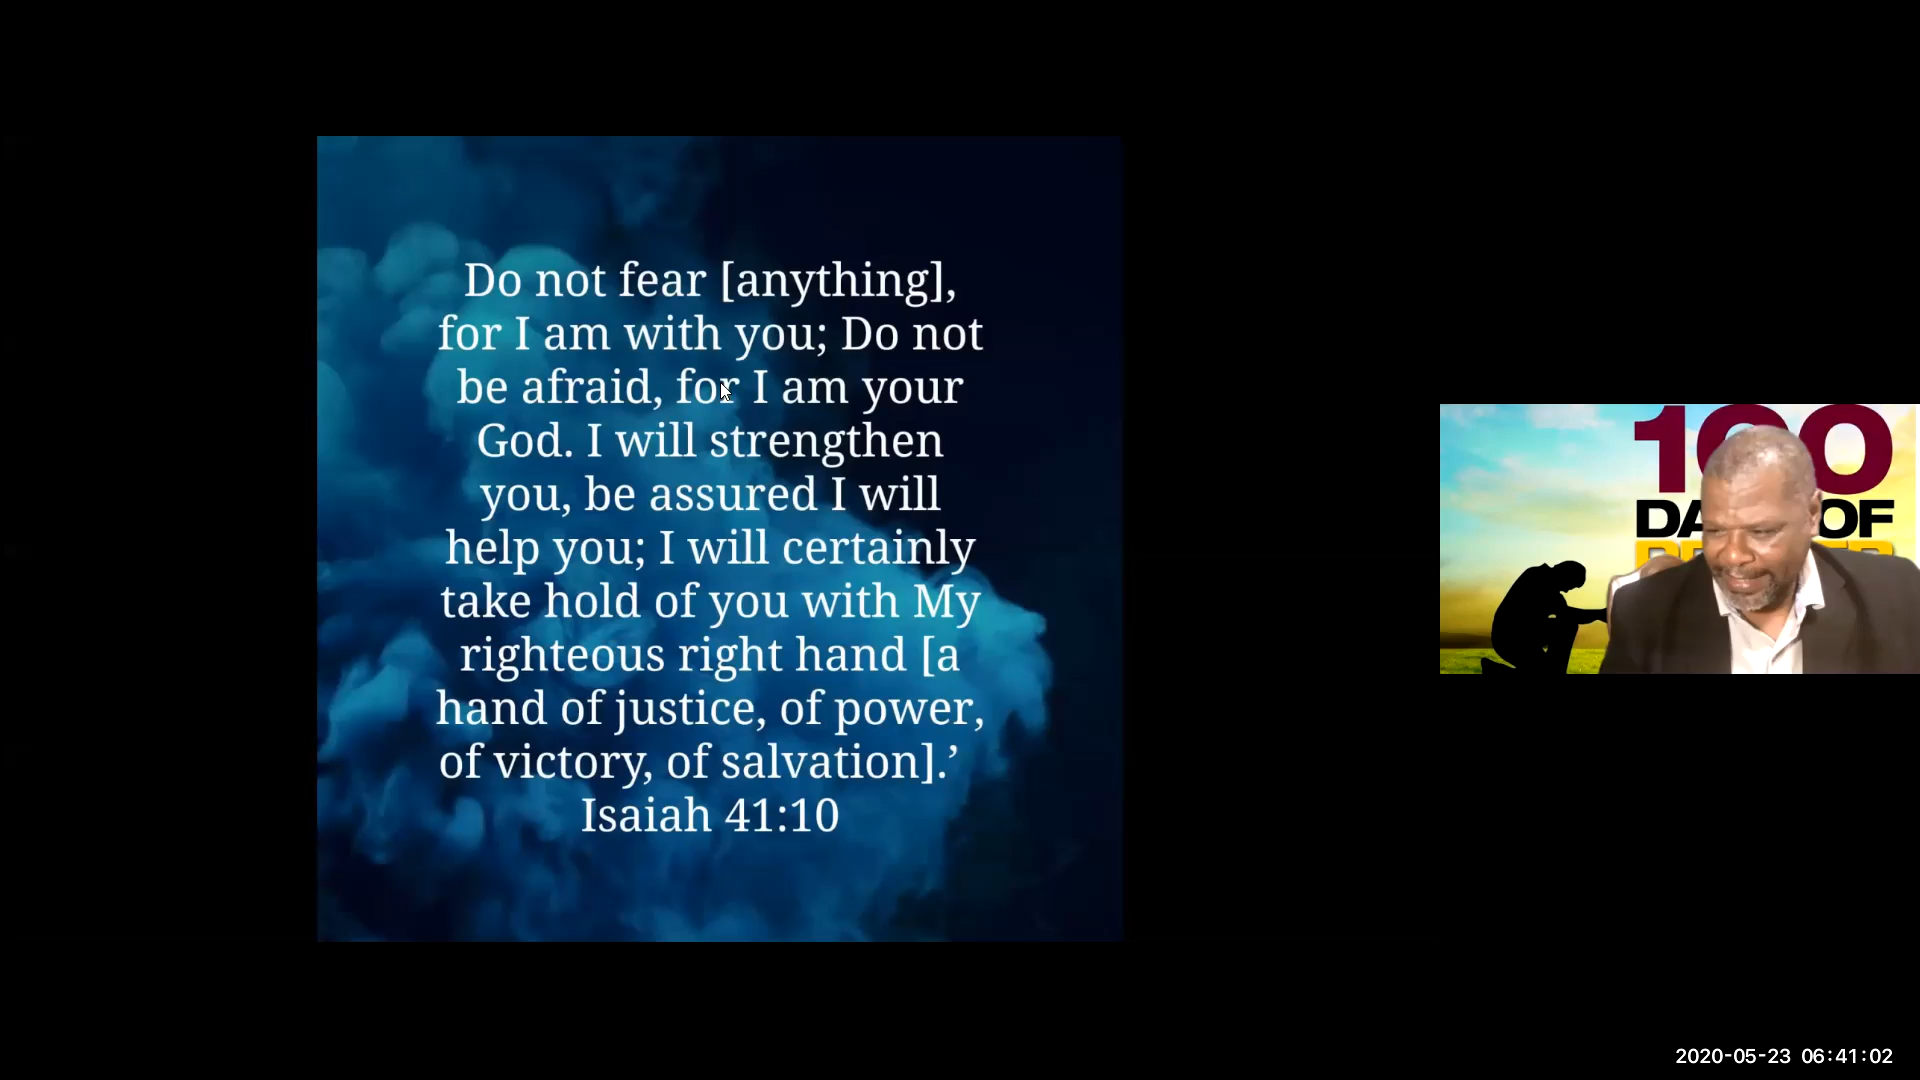 Do not fear [anything],
for I am with you; Do not
be afraid, for I am your
God. I will strengthen
you, be assured I will
help you; I will certainly
take hold of you with My
righteous right hand [a
hand of justice, of power,
of victory, of salvation].’
Isaiah 41:10
100
OF
2020-05-23 06:41:02